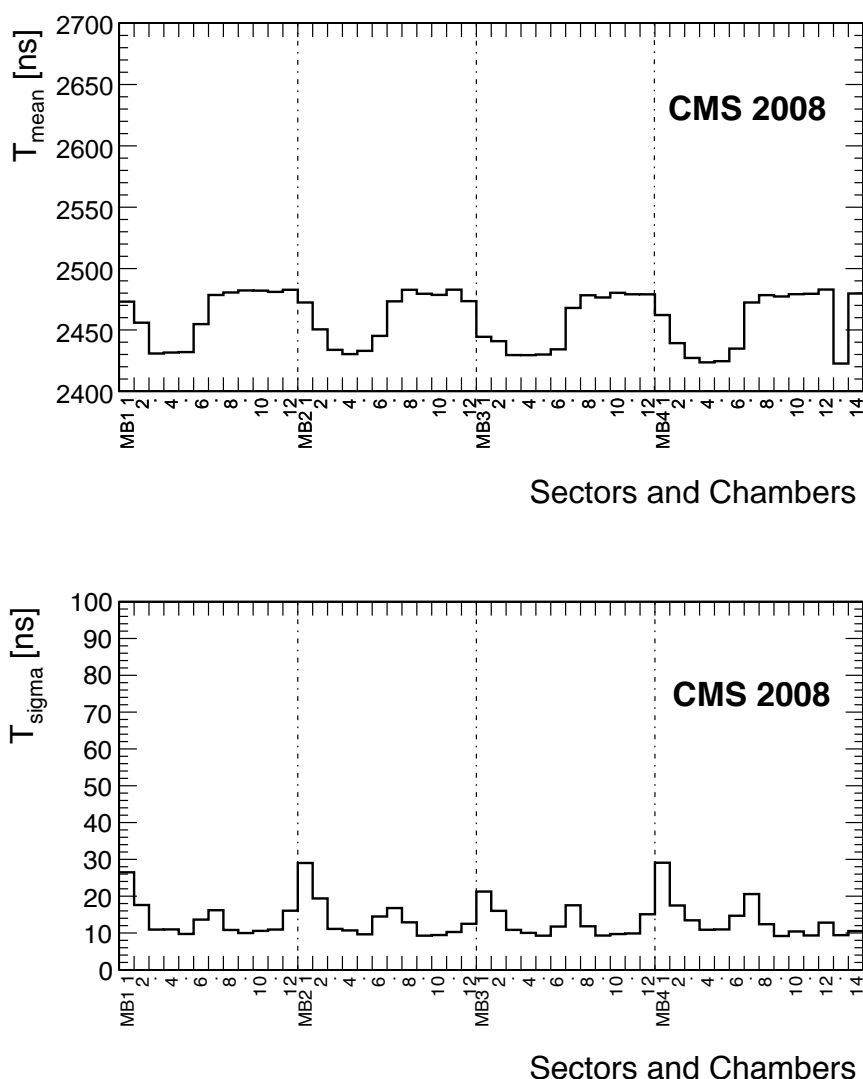 2700
2650
2600
2550
2500
2450
2400
T_mean [ns]
CMS 2008
MB1 1 2 . 4 . 6 . 8 . 10 . 12 MB2 1 2 . 4 . 6 . 8 . 10 . 12 MB3 1 2 . 4 . 6 . 8 . 10 . 12 MB4 1 2 . 4 . 6 . 8 . 10 . 12 . 14
Sectors and Chambers
100
90
80
70
60
50
40
30
20
10
0
T_sigma [ns]
CMS 2008
MB1 1 2 . 4 . 6 . 8 . 10 . 12 MB2 1 2 . 4 . 6 . 8 . 10 . 12 MB3 1 2 . 4 . 6 . 8 . 10 . 12 MB4 1 2 . 4 . 6 . 8 . 10 . 12 . 14
Sectors and Chambers